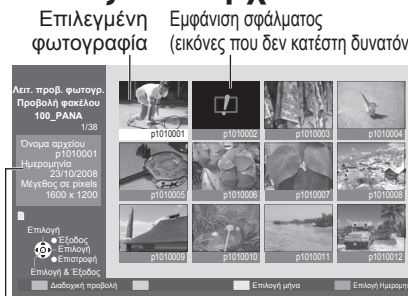 Επιλεγμένη
φωτογραφία
Εμφάνιση σφάλματος
(εικόνες που δεν κατέστη δυνατόν
Λειτ. προβ. φωτογρ.
Προβολή φακέλου
100_PANA
1/38
Όνομα αρχείου
p1010001
Ημερομηνία
23/10/2008
Μέγεθος σε pixels
1600 x 1200
Επιλογή
Έξοδος
Επιλογή
Επιστροφή
Επιλογή & Έξοδος
p1010001 p1010002 p1010003 p1010004
p1010005 p1010006 p1010007 p1010008
p1010009 p1010010 p1010011 p1010012
Διαδοχική προβολή Επιλογή μήνα Επιλογή Ημερομην